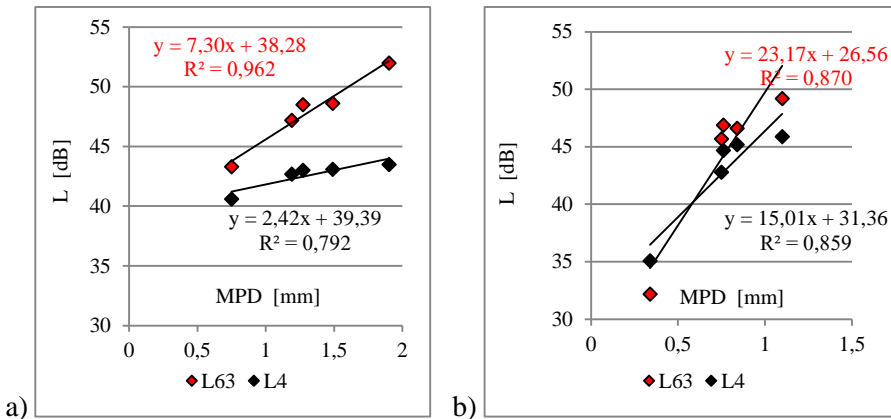 55
50
45
40
35
30
L [dB]
y = 7,30x + 38,28
R² = 0,962
y = 2,42x + 39,39
R² = 0,792
MPD [mm]
0 0,5 1 1,5 2
L63 L4
a)
55
50
45
40
35
30
L [dB]
y = 23,17x + 26,56
R² = 0,870
y = 15,01x + 31,36
R² = 0,859
MPD [mm]
0 0,5 1 1,5
L63 L4
b)